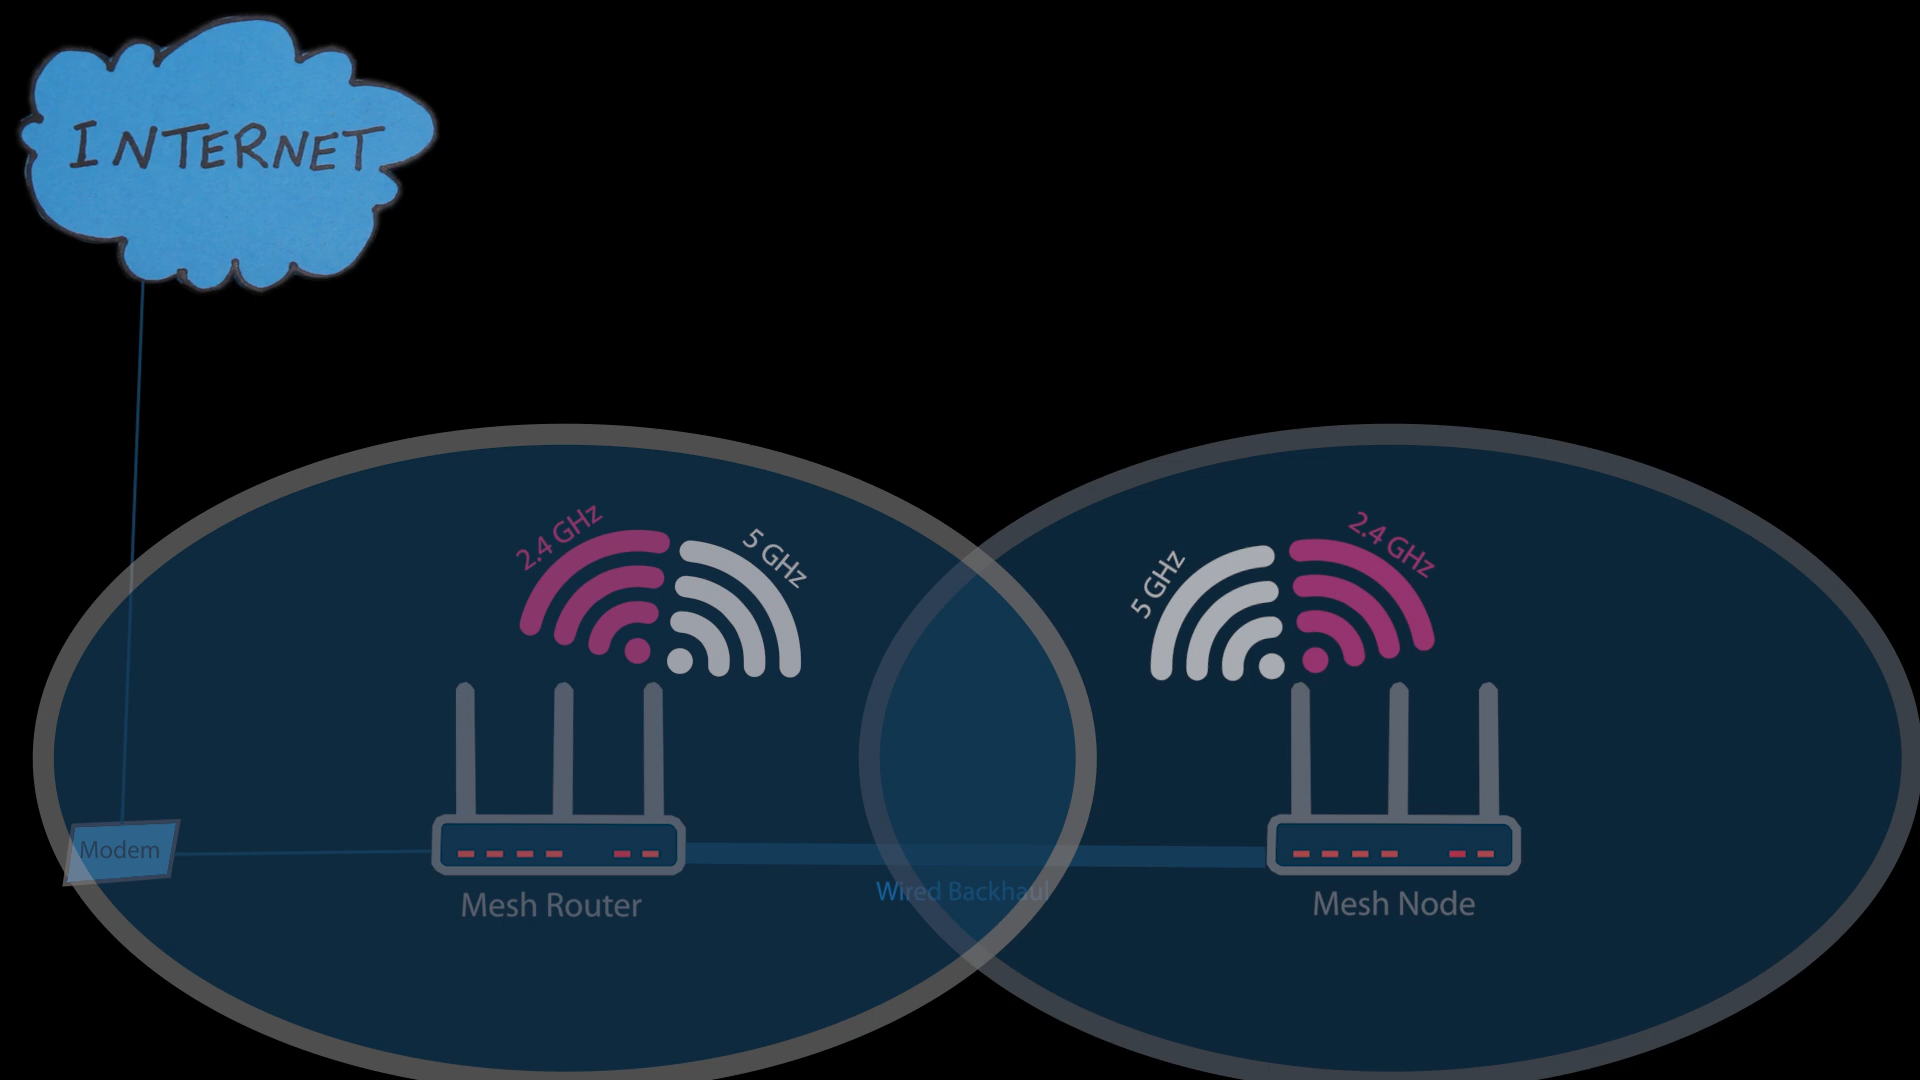 INTERNET
2.4 GHz
5 GHz
5 GHz
2.4 GHz
Modem
Mesh Router
Wired Backhaul
Mesh Node